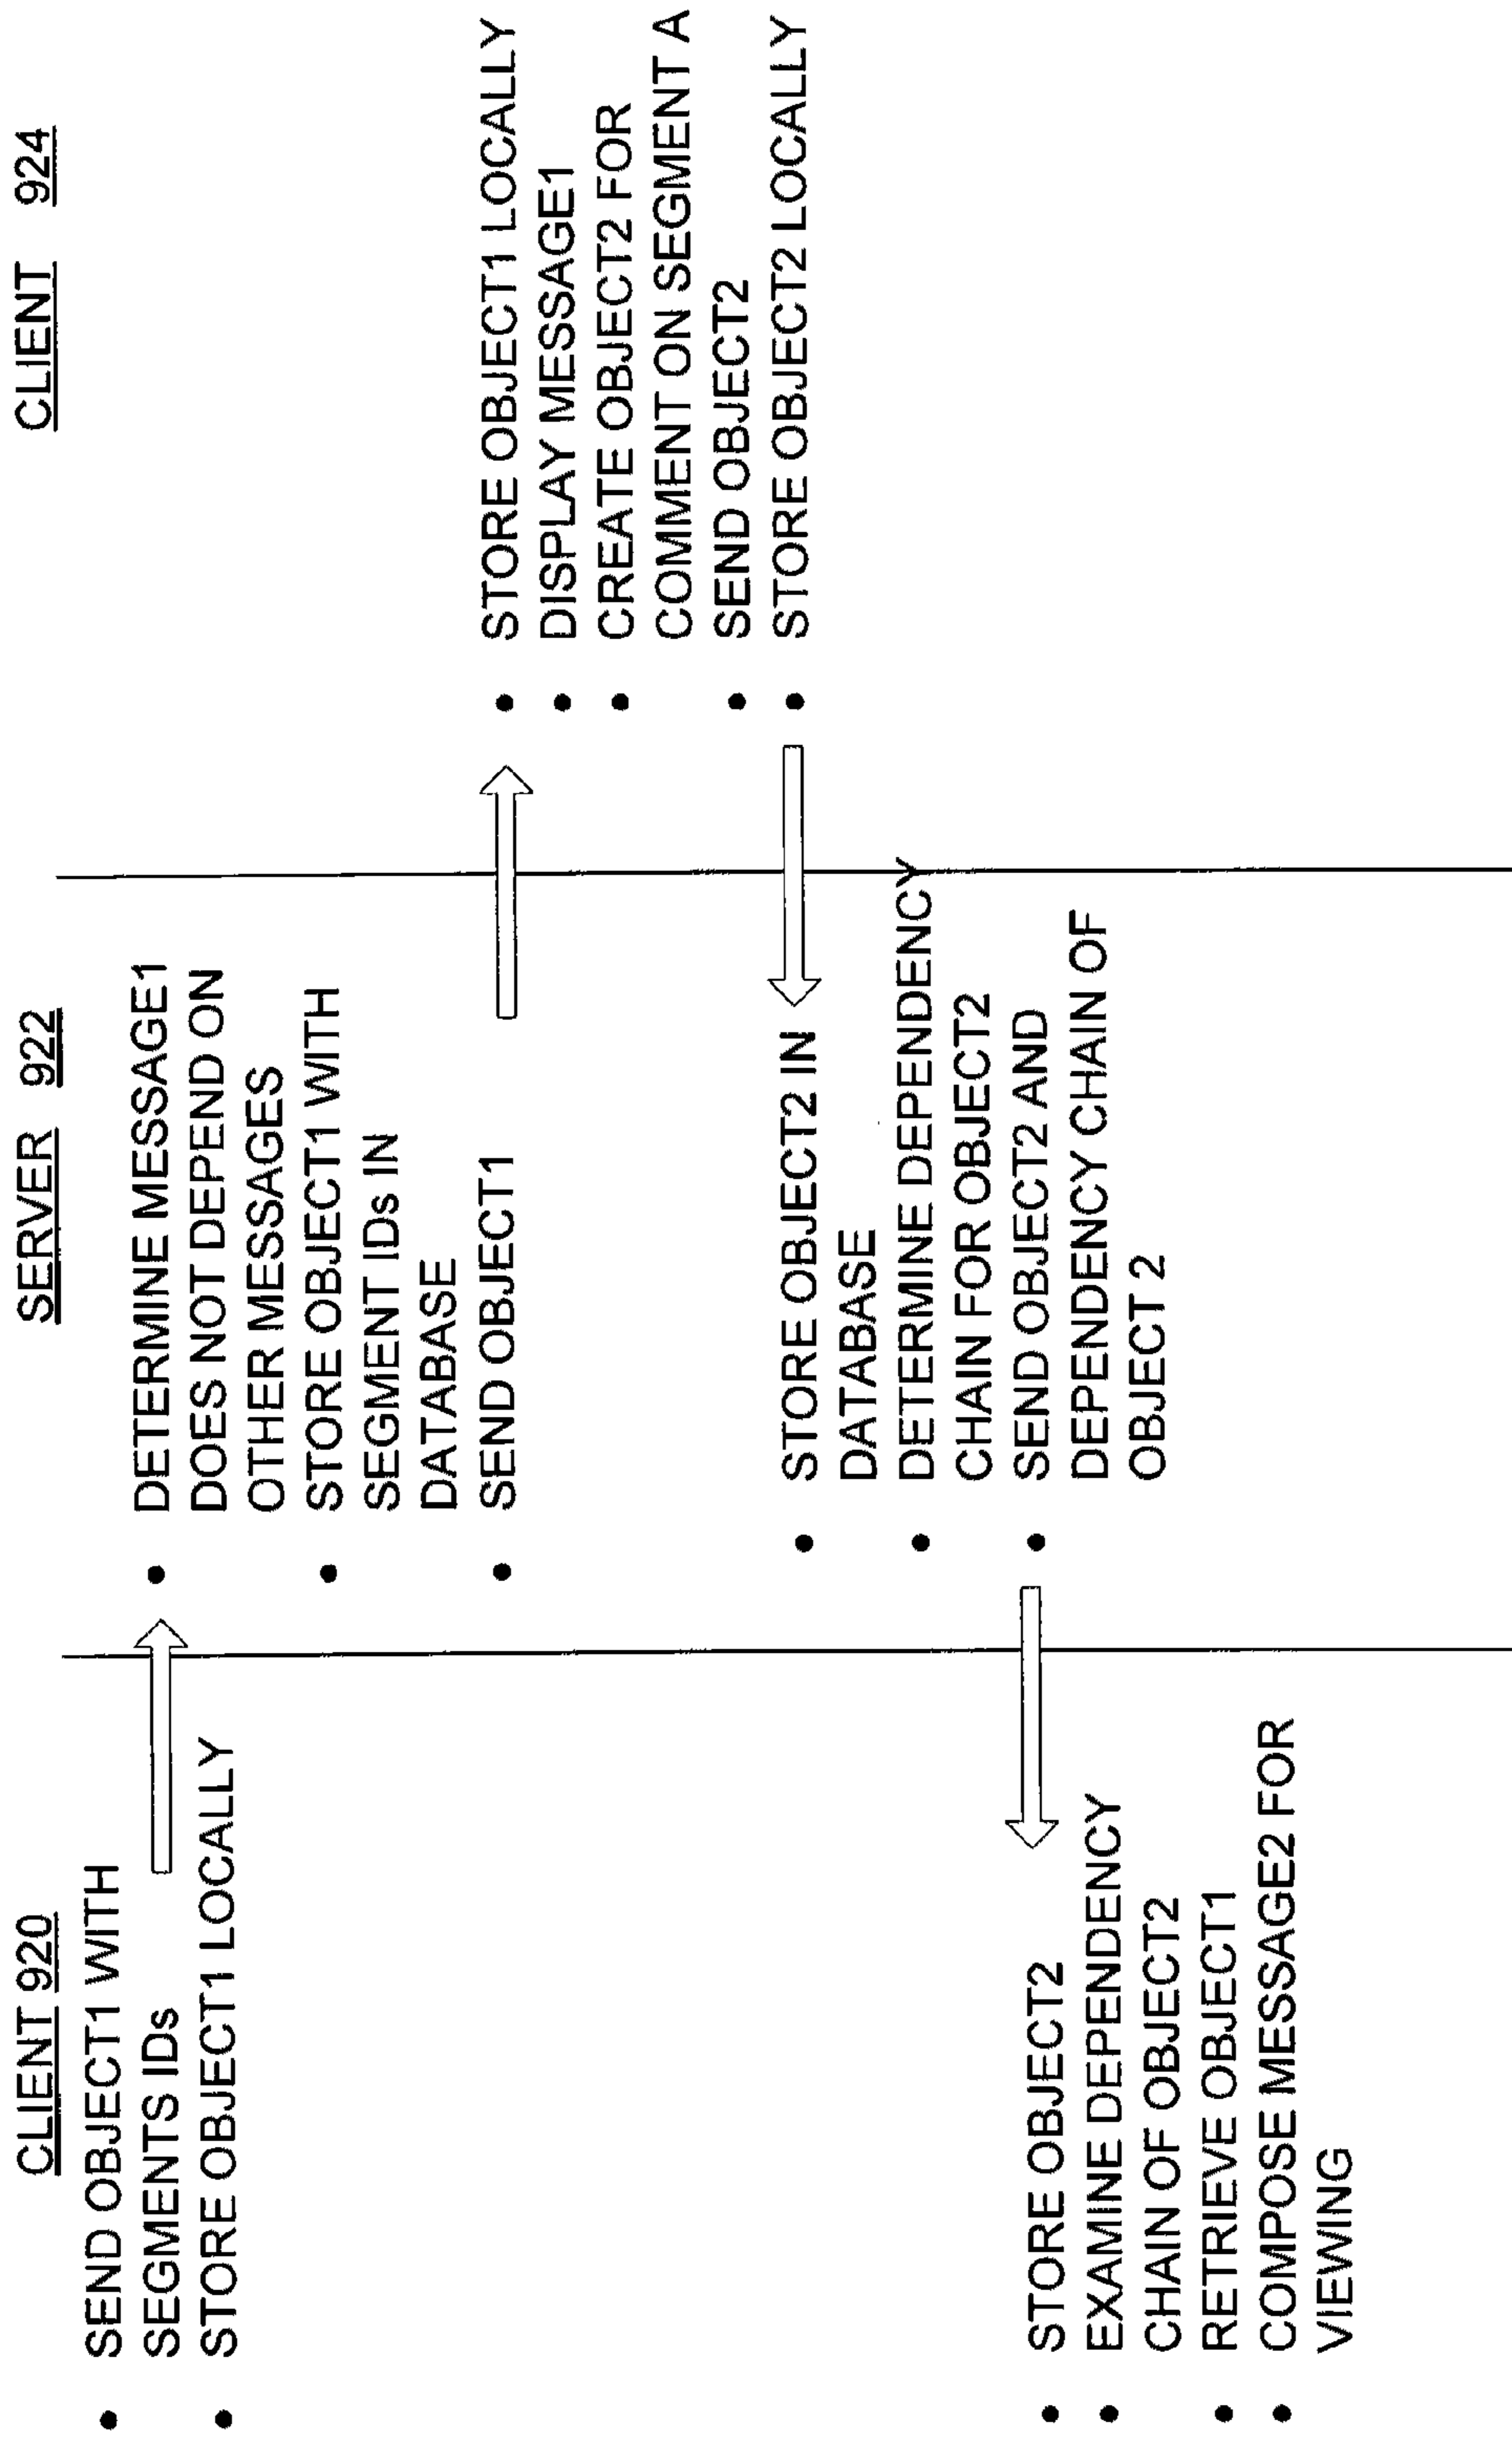 CLIENT 920
• SEND OBJECT1 WITH
SEGMENTS IDs
• STORE OBJECT1 LOCALLY
• STORE OBJECT2
• EXAMINE DEPENDENCY
CHAIN OF OBJECT2
• RETRIEVE OBJECT1
• COMPOSE MESSAGE2 FOR
VIEWING
SERVER 922
• DETERMINE MESSAGE1
DOES NOT DEPEND ON
OTHER MESSAGES
• STORE OBJECT1 WITH
SEGMENT IDs IN
DATABASE
• SEND OBJECT1
• STORE OBJECT2 IN
DATABASE
• DETERMINE DEPENDENCY
CHAIN FOR OBJECT2
• SEND OBJECT2 AND
DEPENDENCY CHAIN OF
OBJECT 2
CLIENT 924
• STORE OBJECT1 LOCALLY
• DISPLAY MESSAGE1
• CREATE OBJECT2 FOR
COMMENT ON SEGMENT A
• SEND OBJECT2
• STORE OBJECT2 LOCALLY